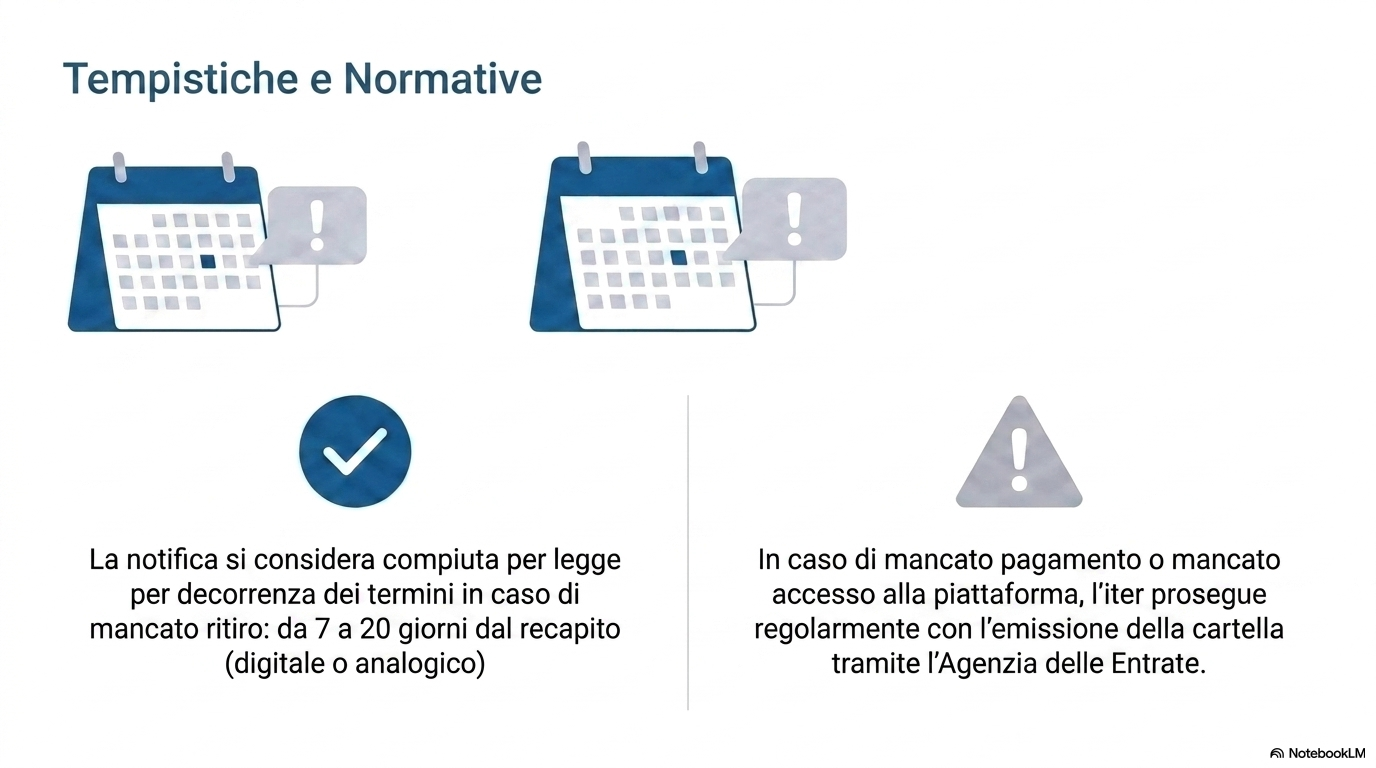 Tempistiche e Normative
La notifica si considera compiuta per legge
per decorrenza dei termini in caso di
mancato ritiro: da 7 a 20 giorni dal recapito
(digitale o analogico)
In caso di mancato pagamento o mancato
accesso alla piattaforma, l’iter prosegue
regolarmente con l’emissione della cartella
tramite l’Agenzia delle Entrate.
NotebookLM